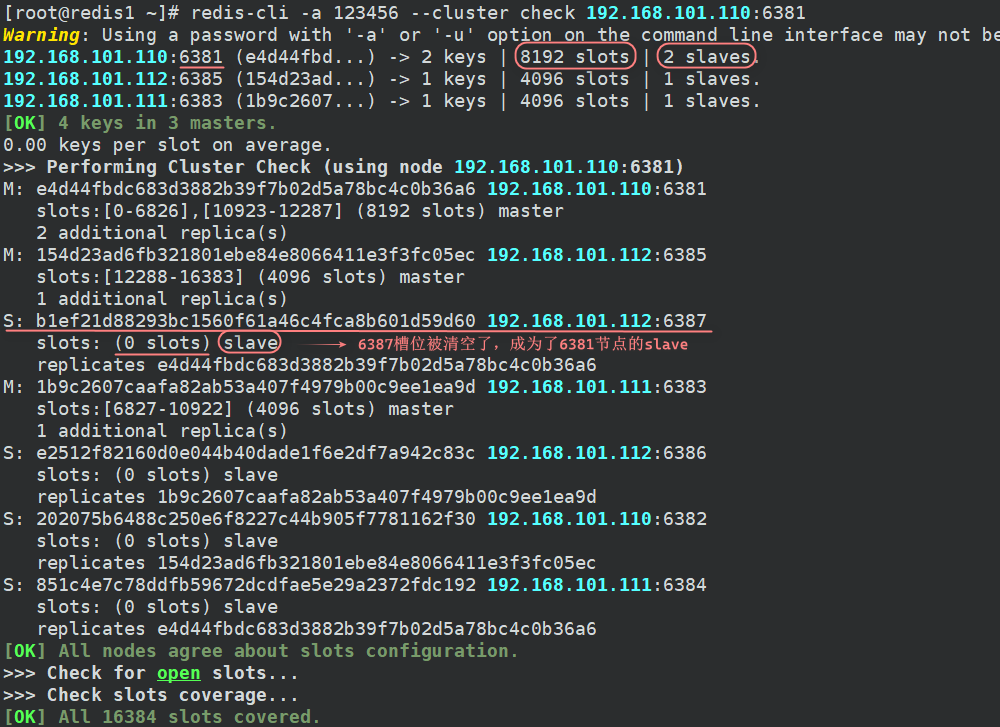 [root@redis1 ~]# redis-cli -a 123456 --cluster check 192.168.101.110:6381
Warning: Using a password with '-a' or '-u' option on the command line interface may not be
192.168.101.110:6381 (e4d44fbd...) -> 2 keys | 8192 slots | 2 slaves.
192.168.101.112:6385 (154d23ad...) -> 1 keys | 4096 slots | 1 slaves.
192.168.101.111:6383 (1b9c2607...) -> 1 keys | 4096 slots | 1 slaves.
[OK] 4 keys in 3 masters.
0.00 keys per slot on average.
>>> Performing Cluster Check (using node 192.168.101.110:6381)
M: e4d44fbdc683d3882b39f7b02d5a78bc4c0b36a6 192.168.101.110:6381
   slots:[0-6826],[10923-12287] (8192 slots) master
   2 additional replica(s)
M: 154d23ad6fb321801ebe84e8066411e3f3fc05ec 192.168.101.112:6385
   slots:[12288-16383] (4096 slots) master
   1 additional replica(s)
S: b1ef21d88293bc1560f61a46c4fca8b601d59d60 192.168.101.112:6387
   slots: (0 slots) slave 6387槽位被清空了，成为了6381节点的slave
   replicates e4d44fbdc683d3882b39f7b02d5a78bc4c0b36a6
M: 1b9c2607caafa82ab53a407f4979b00c9ee1ea9d 192.168.101.111:6383
   slots:[6827-10922] (4096 slots) master
   1 additional replica(s)
S: e2512f82160d0e044b40dade1f6e2df7a942c83c 192.168.101.112:6386
   slots: (0 slots) slave
   replicates 1b9c2607caafa82ab53a407f4979b00c9ee1ea9d
S: 202075b6488c250e6f8227c44b905f7781162f30 192.168.101.110:6382
   slots: (0 slots) slave
   replicates 154d23ad6fb321801ebe84e8066411e3f3fc05ec
S: 851c4e7c78ddfb59672dcdfae5e29a2372fdc192 192.168.101.111:6384
   slots: (0 slots) slave
   replicates e4d44fbdc683d3882b39f7b02d5a78bc4c0b36a6
[OK] All nodes agree about slots configuration.
>>> Check for open slots...
>>> Check slots coverage...
[OK] All 16384 slots covered.